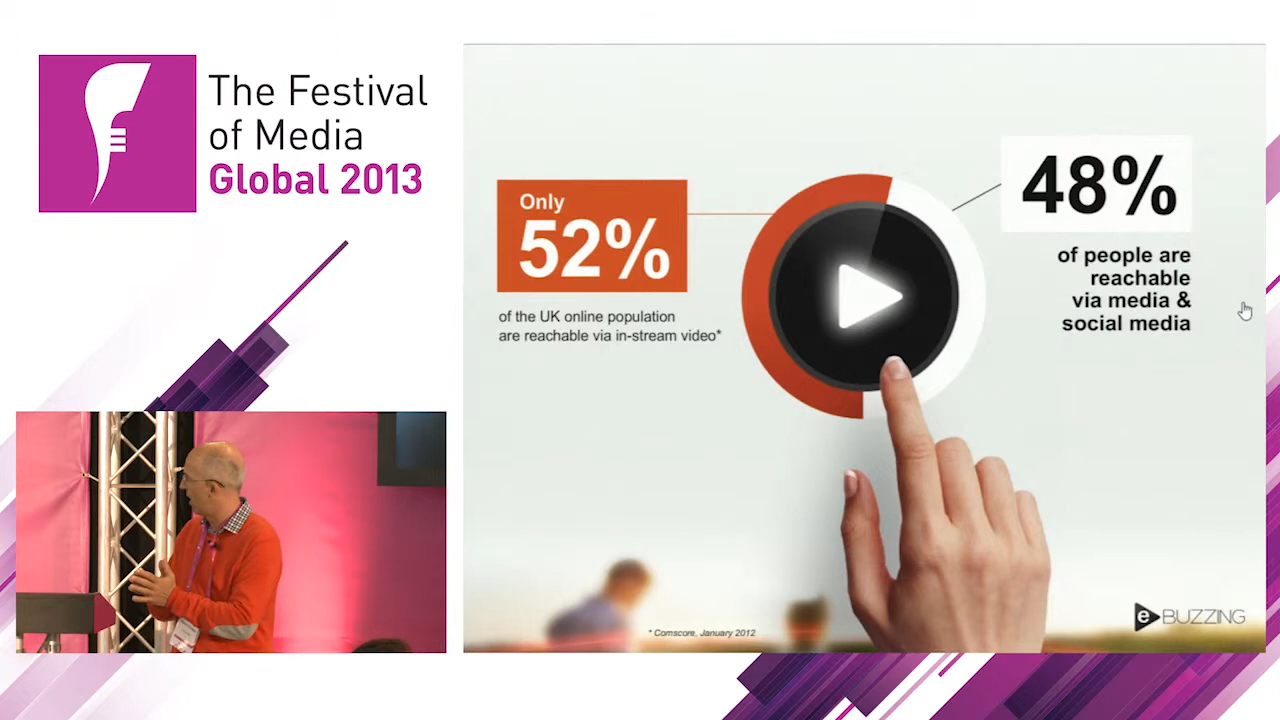 The Festival
of Media
Global 2013
Only
52%
of the UK online population
are reachable via in-stream video*
48%
of people are
reachable
via media &
social media
* Comscore, January 2012
e BUZZING